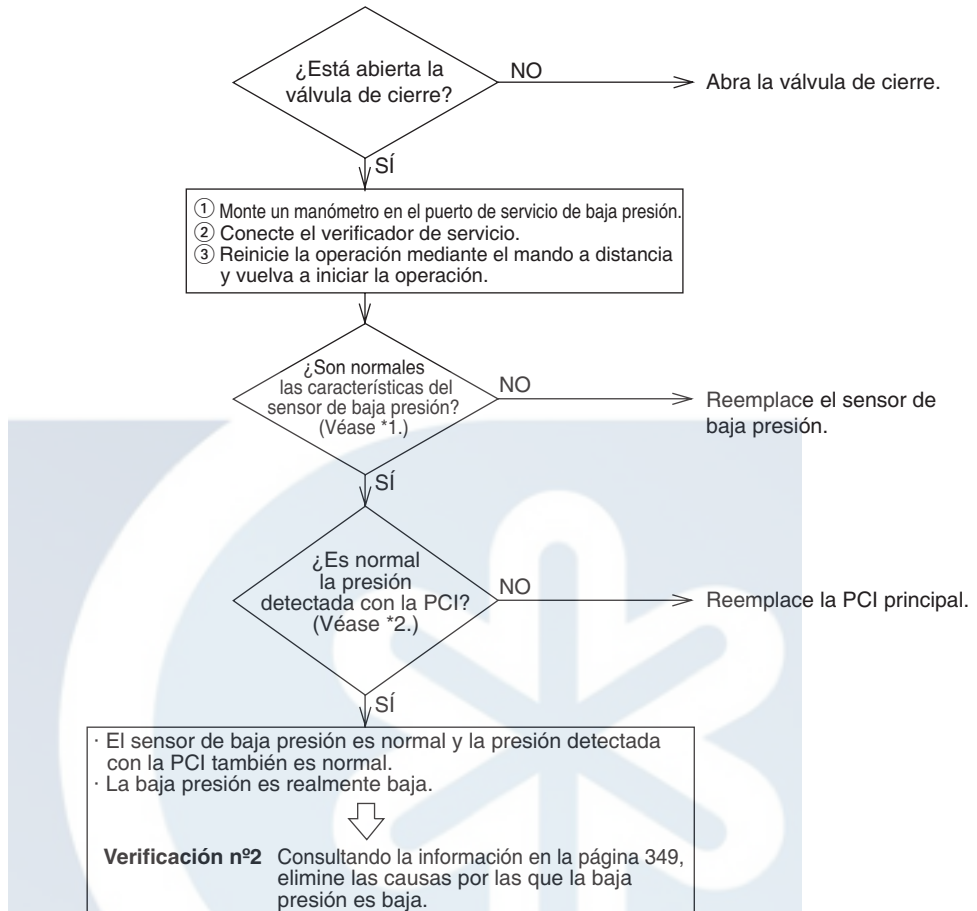 ¿Está abierta la
válvula de cierre?
NO
Abra la válvula de cierre.
SÍ
① Monte un manómetro en el puerto de servicio de baja presión.
② Conecte el verificador de servicio.
③ Reinicie la operación mediante el mando a distancia
y vuelva a iniciar la operación.
¿Son normales
las características del
sensor de baja presión?
(Véase *1.)
NO
Reemplace el sensor de
baja presión.
SÍ
¿Es normal
la presión
detectada con la PCI?
(Véase *2.)
NO
Reemplace la PCI principal.
SÍ
· El sensor de baja presión es normal y la presión detectada
con la PCI también es normal.
· La baja presión es realmente baja.
Verificación nº2 Consultando la información en la página 349,
elimine las causas por las que la baja
presión es baja.